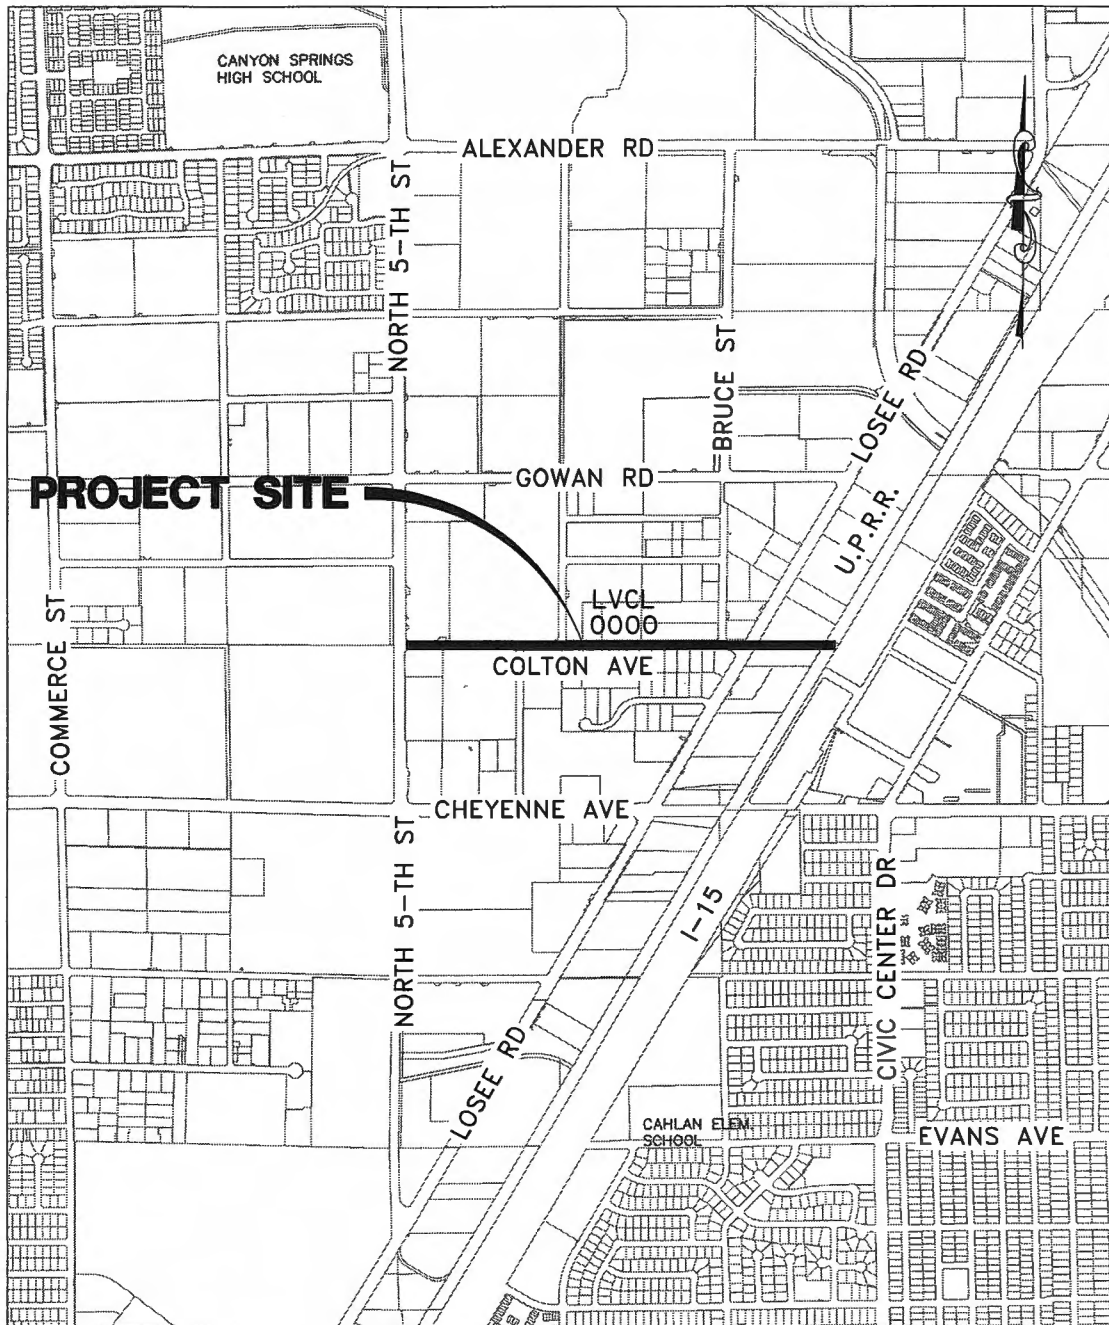 CANYON SPRINGS
HIGH SCHOOL
ALEXANDER RD
NORTH 5-TH ST
BRUCE ST
LOSEE RD
GOWAN RD
PROJECT SITE
U.P.R.R.
LVCL
0000
COLTON AVE
COMMERCE ST
CHEYENNE AVE
NORTH 5-TH ST
I-15
CIVIC CENTER DR
LOSEE RD
CAHLAN ELEM.
SCHOOL
EVANS AVE